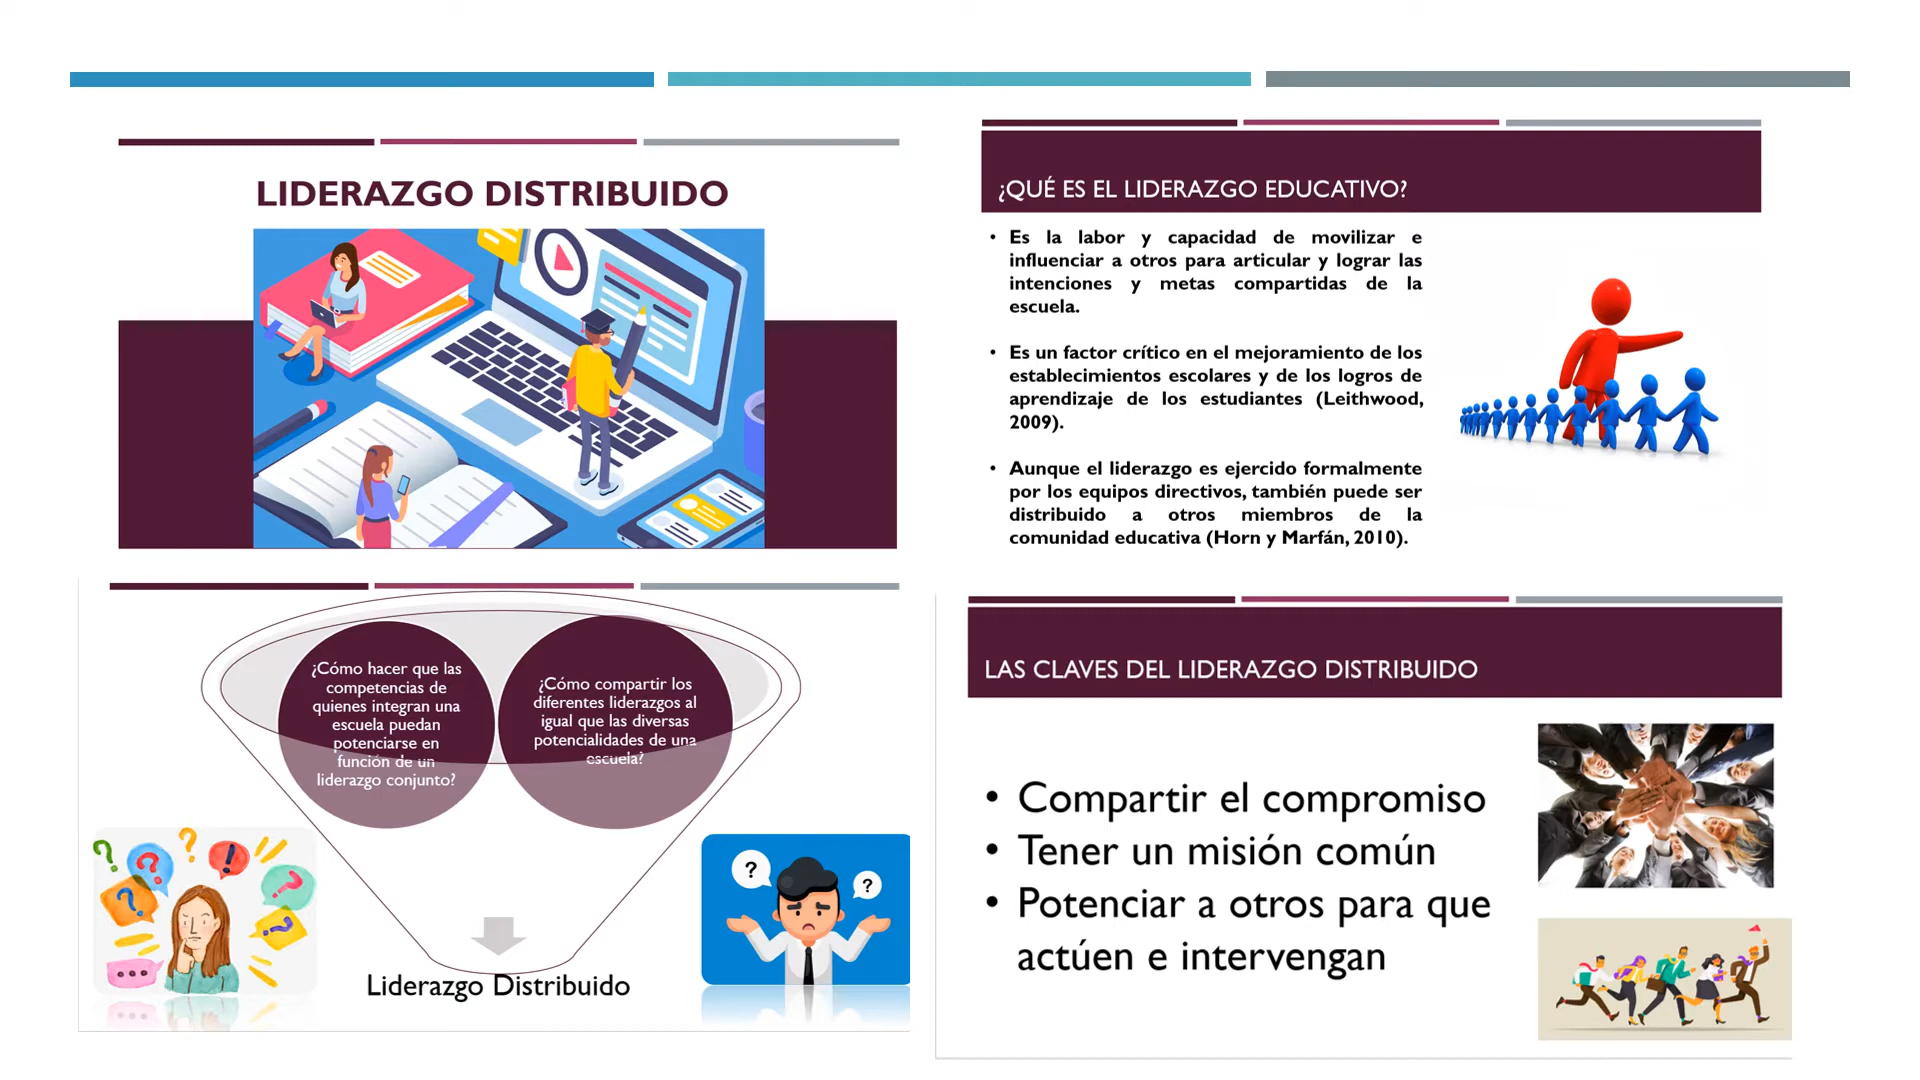 LIDERAZGO DISTRIBUIDO
¿QUÉ ES EL LIDERAZGO EDUCATIVO?
• Es la labor y capacidad de movilizar e
influenciar a otros para articular y lograr las
intenciones y metas compartidas de la
escuela.
• Es un factor crítico en el mejoramiento de los
establecimientos escolares y de los logros de
aprendizaje de los estudiantes (Leithwood,
2009).
• Aunque el liderazgo es ejercido formalmente
por los equipos directivos, también puede ser
distribuido a otros miembros de la
comunidad educativa (Horn y Marfán, 2010).
¿Cómo hacer que las
competencias de
quienes integran una
escuela puedan
potenciarse en
función de un
liderazgo conjunto?
¿Cómo compartir los
diferentes liderazgos al
igual que las diversas
potencialidades de una
escuela?
Liderazgo Distribuido
LAS CLAVES DEL LIDERAZGO DISTRIBUIDO
• Compartir el compromiso
• Tener un misión común
• Potenciar a otros para que
actúen e intervengan